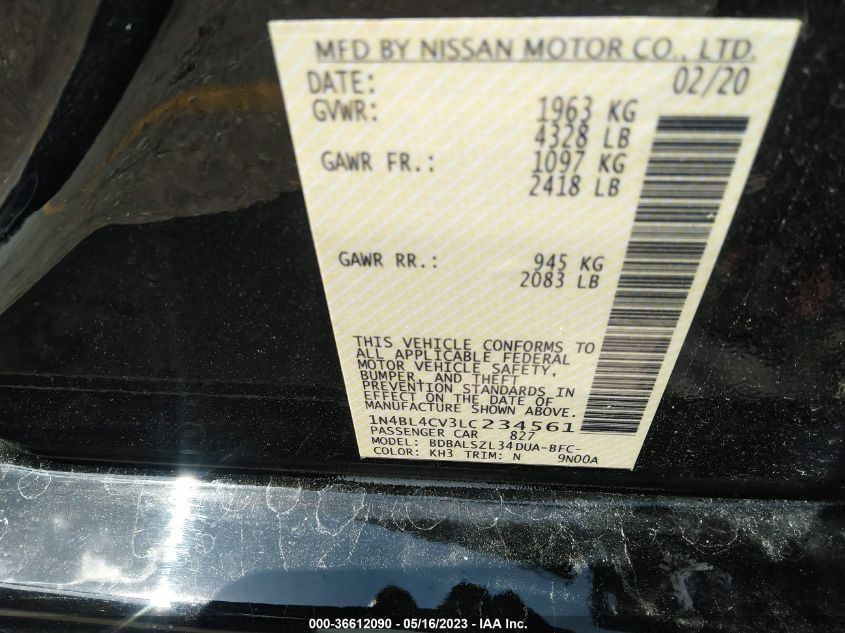 MFD BY NISSAN MOTOR CO., LTD.
DATE: 02/20
GVWR: 1963 KG
4328 LB
GAWR FR.: 1097 KG
2418 LB
GAWR RR.: 945 KG
2083 LB
THIS VEHICLE CONFORMS TO
ALL APPLICABLE FEDERAL
MOTOR VEHICLE SAFETY,
BUMPER, AND THEFT
PREVENTION STANDARDS IN
EFFECT ON THE DATE OF
MANUFACTURE SHOWN ABOVE.
1N4BL4CV3LC234561
PASSENGER CAR 827
MODEL: BDBALSZL34DUA-BFC-
COLOR: KH3 TRIM: N 9N00A
000-36612090 - 05/16/2023 - IAA Inc.